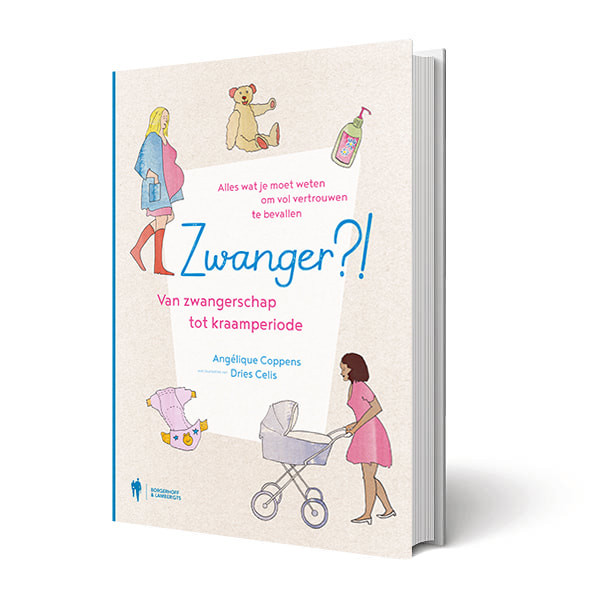 Alles wat je moet weten
om vol vertrouwen
te bevallen
Zwanger?!
Van zwangerschap
tot kraamperiode
Angélique Coppens
Dries Celis
BORGERHOFF
& LAMBERIGTS